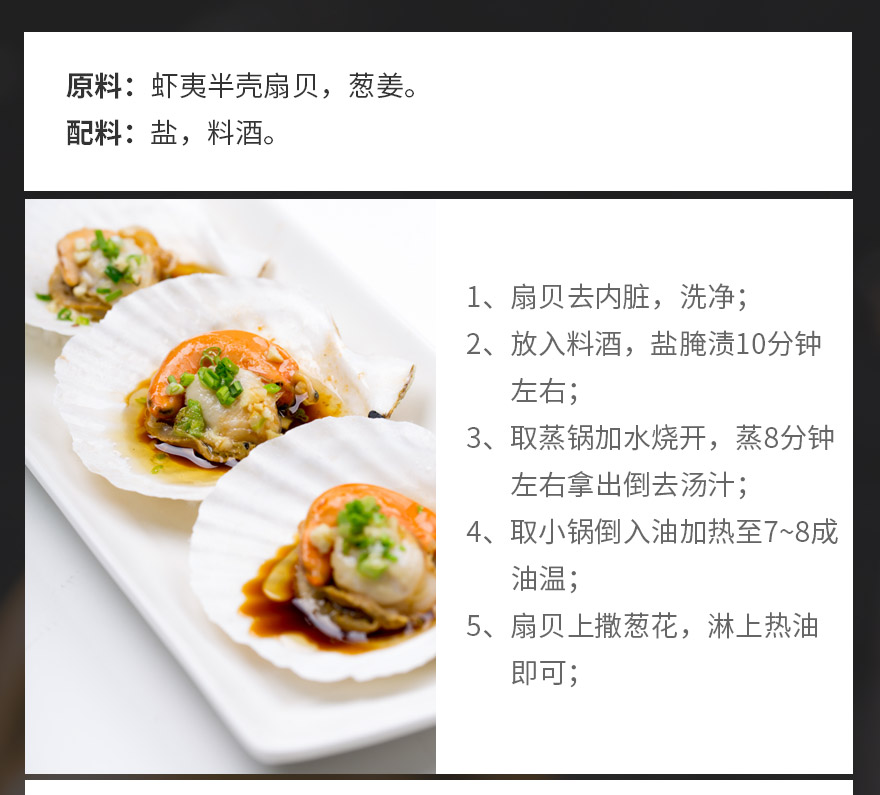 原料：虾夷半壳扇贝，葱姜。
配料：盐，料酒。
1、扇贝去内脏，洗净；
2、放入料酒，盐腌渍10分钟
左右；
3、取蒸锅加水烧开，蒸8分钟
左右拿出倒去汤汁；
4、取小锅倒入油加热至7~8成
油温；
5、扇贝上撒葱花，淋上热油
即可；